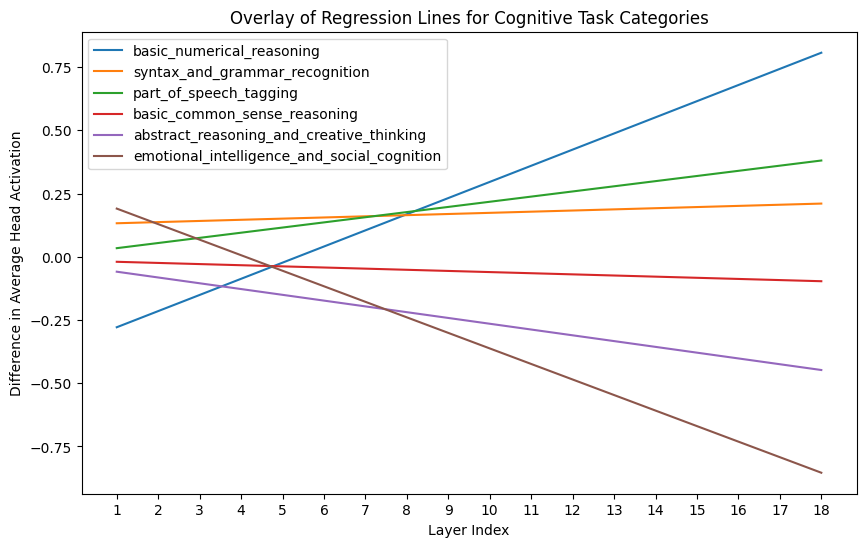 Overlay of Regression Lines for Cognitive Task Categories
basic_numerical_reasoning
syntax_and_grammar_recognition
part_of_speech_tagging
basic_common_sense_reasoning
abstract_reasoning_and_creative_thinking
emotional_intelligence_and_social_cognition
Difference in Average Head Activation
0.75
0.50
0.25
0.00
−0.25
−0.50
−0.75
1 2 3 4 5 6 7 8 9 10 11 12 13 14 15 16 17 18
Layer Index